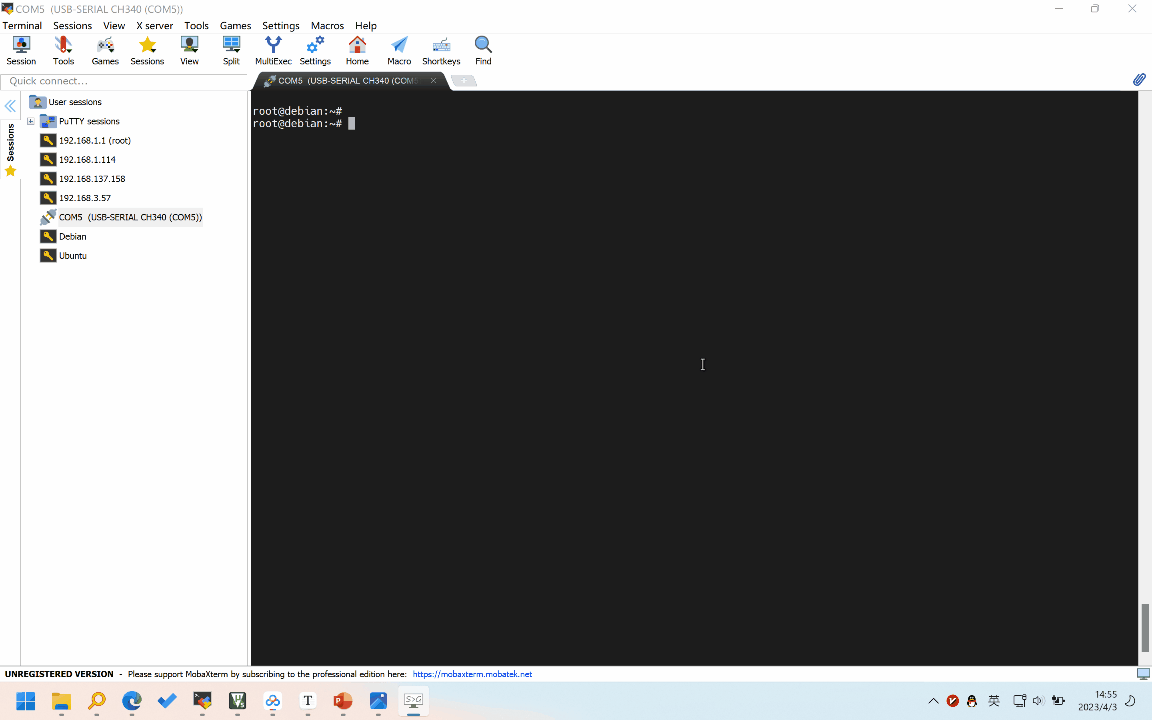 COM5 (USB-SERIAL CH340 (COM5))
Terminal Sessions View X server Tools Games Settings Macros Help
Session Tools Games Sessions View Split MultiExec Settings Home Macro Shortkeys Find
Quick connect...
COM5 (USB-SERIAL CH340 (COM
Sessions
User sessions
PuTTY sessions
192.168.1.1 (root)
192.168.1.114
192.168.137.158
192.168.3.57
COM5 (USB-SERIAL CH340 (COM5))
Debian
Ubuntu
root@debian:~#
root@debian:~#
UNREGISTERED VERSION - Please support MobaXterm by subscribing to the professional edition here: https://mobaxterm.mobatek.net
T
P
S>G
英
14:55
2023/4/3